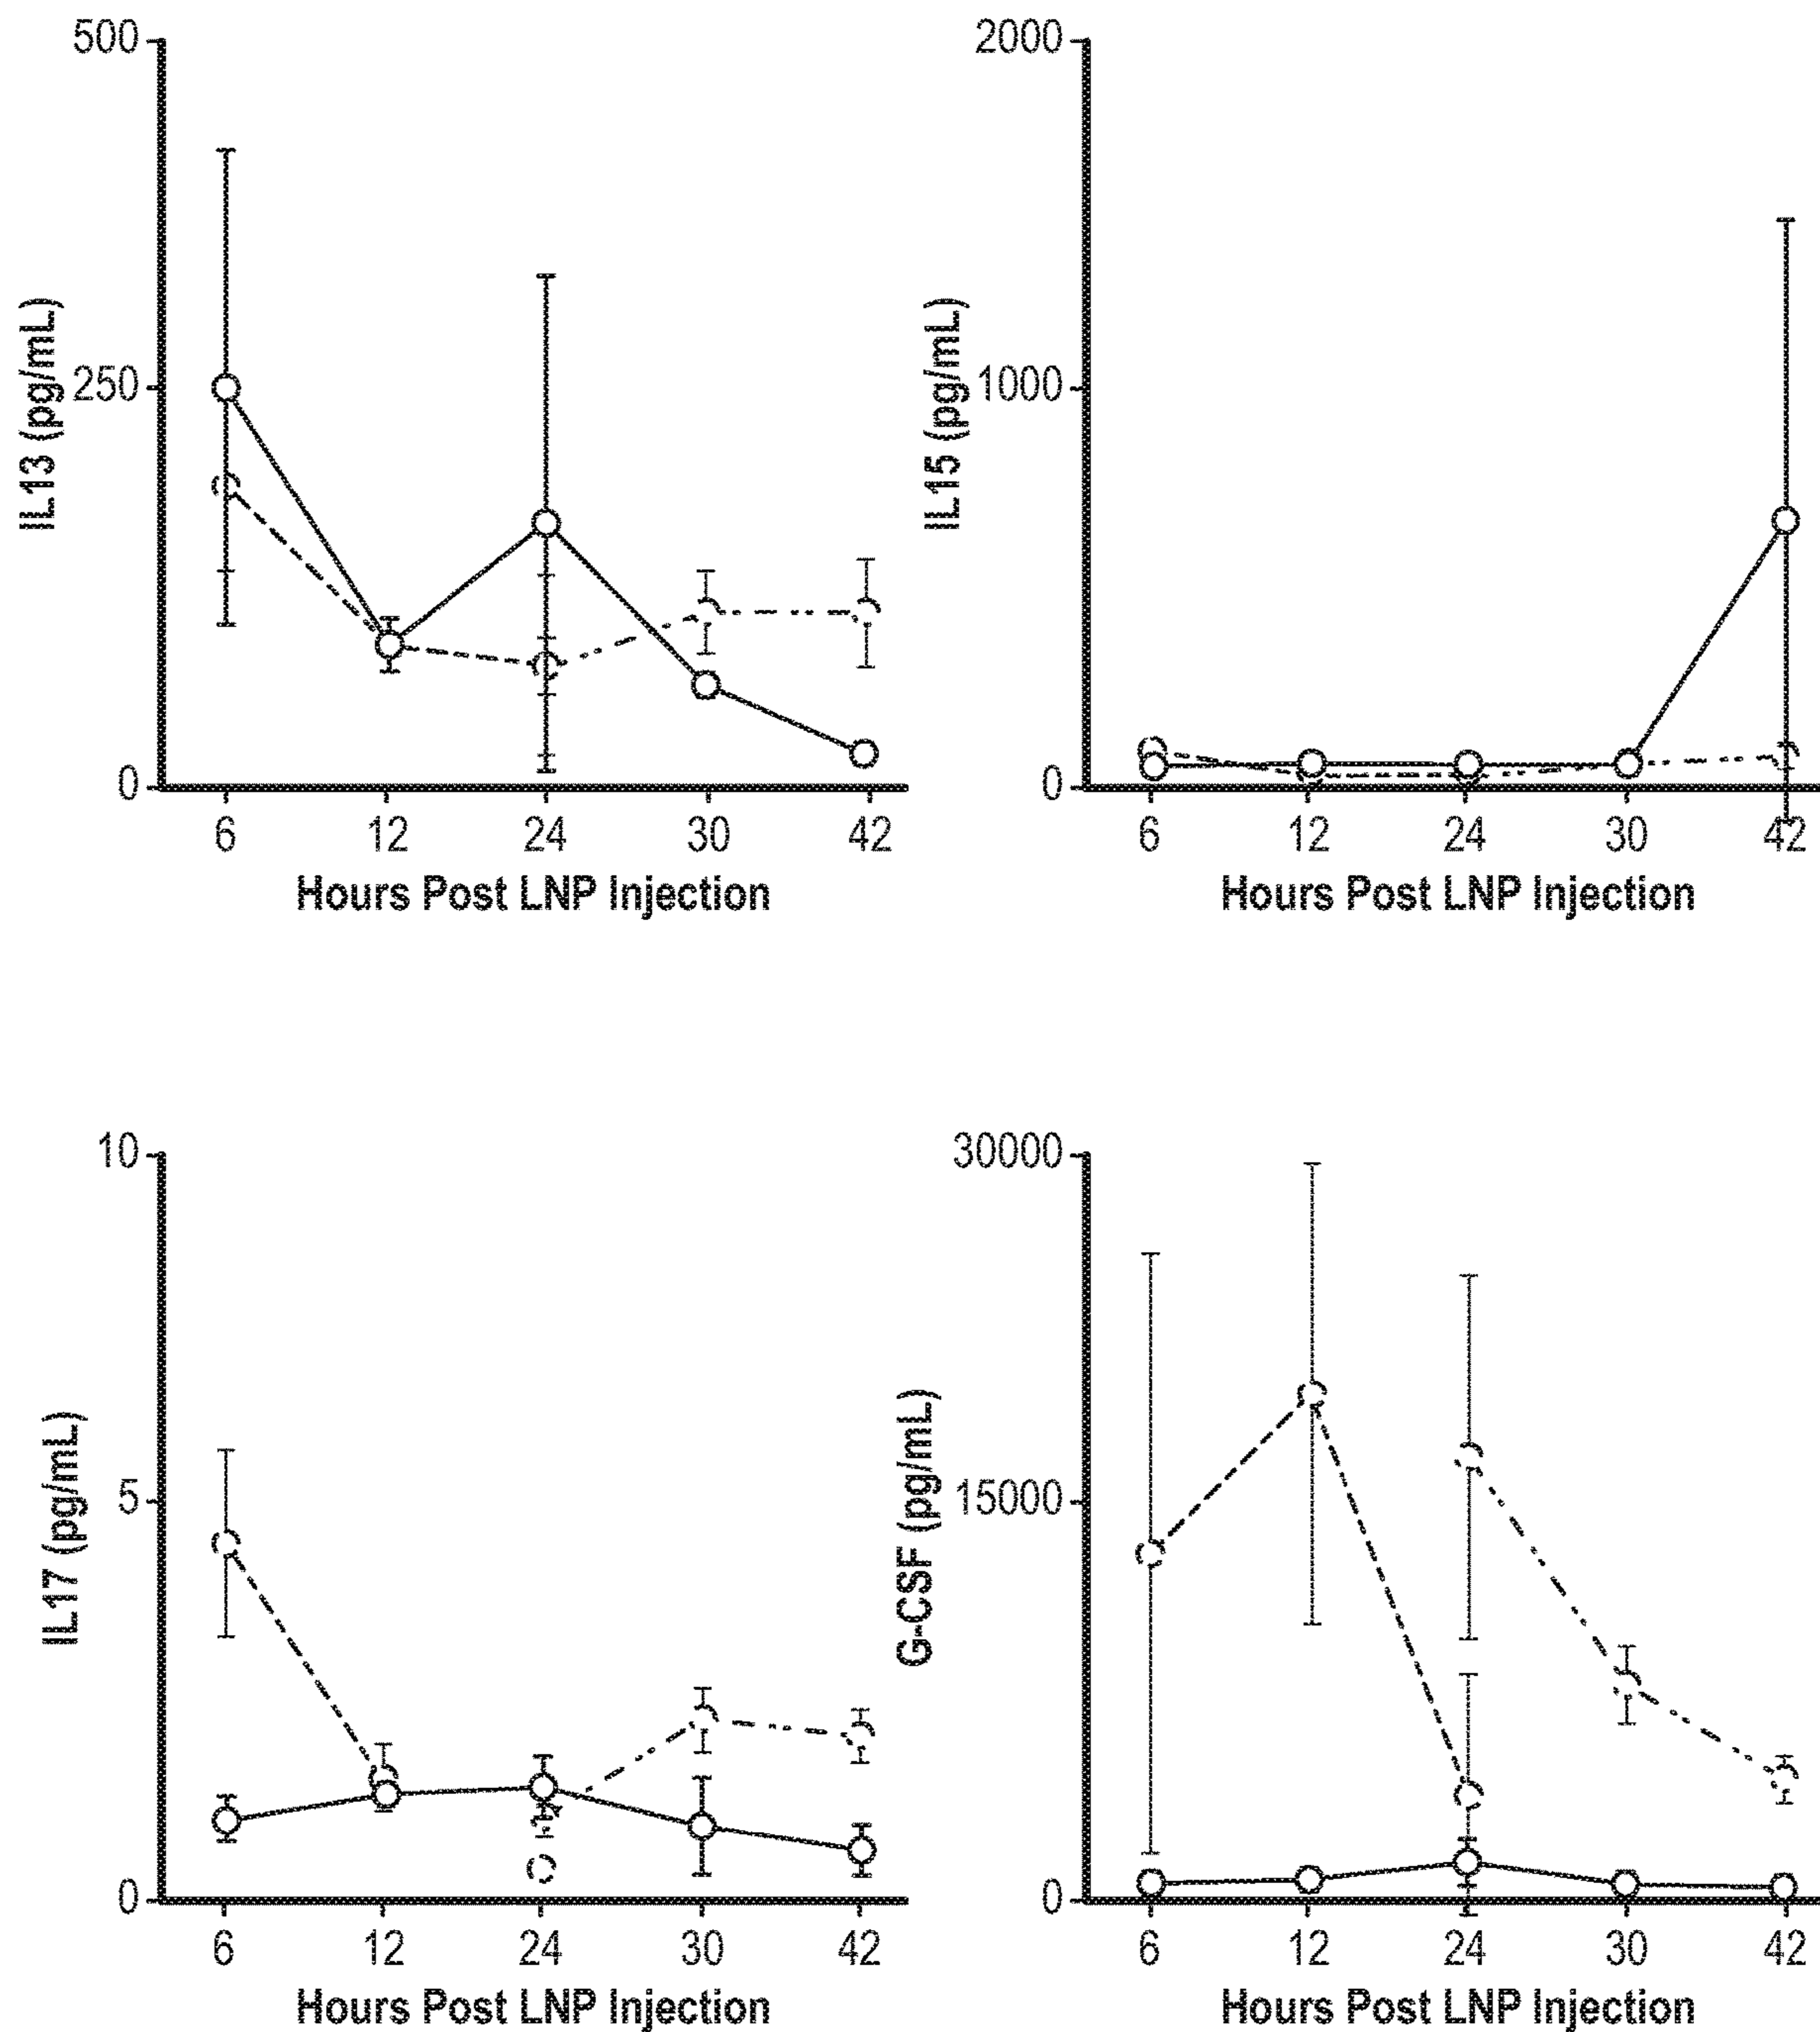 500
250
0
IL13 (pg/mL)
6 12 24 30 42
Hours Post LNP Injection
2000
1000
0
IL15 (pg/mL)
6 12 24 30 42
Hours Post LNP Injection
10
5
0
IL17 (pg/mL)
6 12 24 30 42
Hours Post LNP Injection
30000
15000
0
G-CSF (pg/mL)
6 12 24 30 42
Hours Post LNP Injection